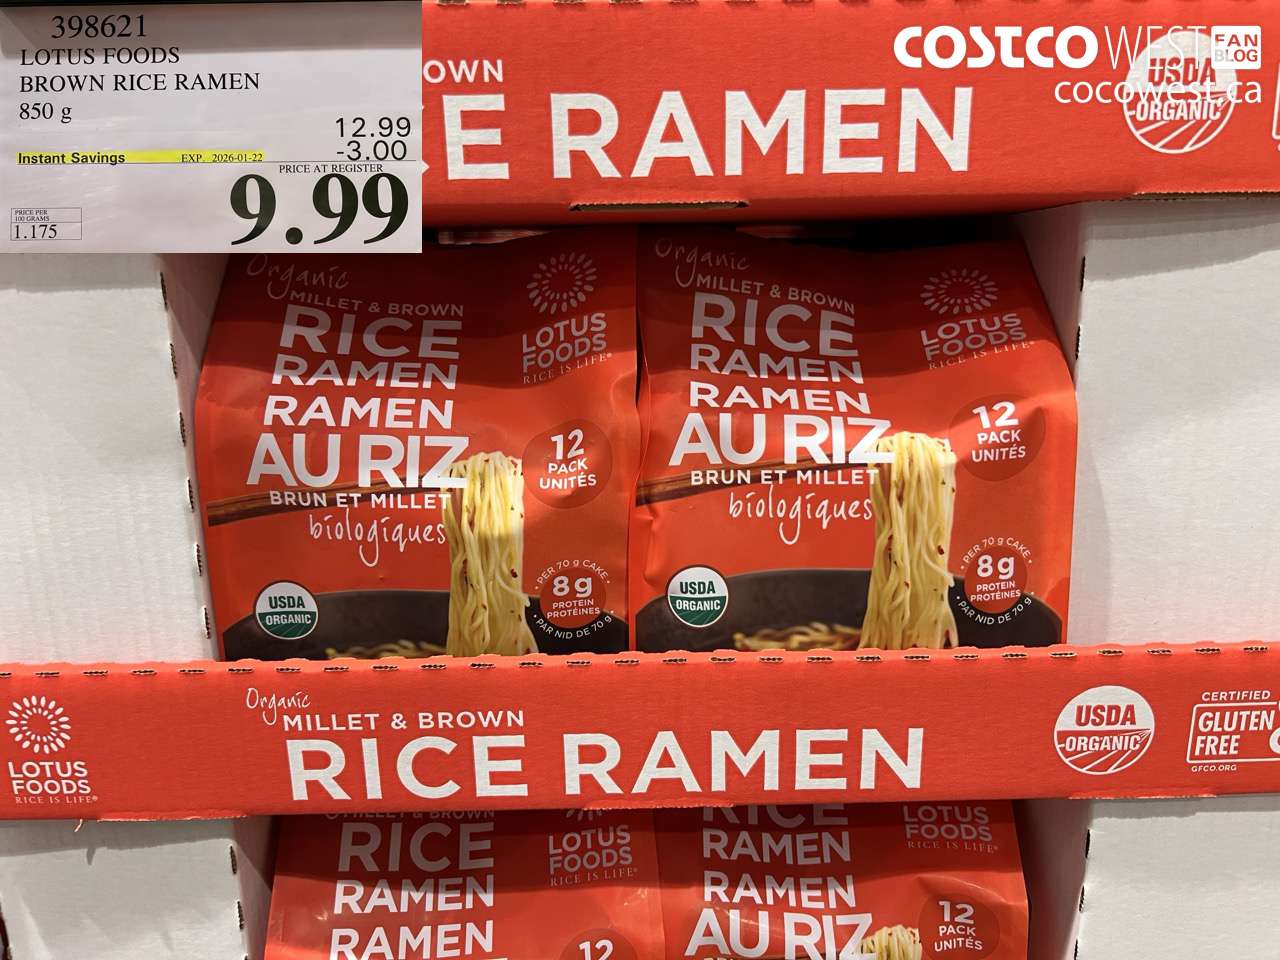 398621
LOTUS FOODS
BROWN RICE RAMEN
850 g
12.99
Instant Savings EXP 2026-01-22 -3.00
PRICE AT REGISTER
9.99
PRICE PER
100 GRAMS
1.175
COSTCO WEST FAN BLOG
cocowest.ca
OWN
E RAMEN
USDA
ORGANIC
Organic
MILLET & BROWN
RICE
RAMEN
RAMEN
AU RIZ
BRUN ET MILLET
biologiques
LOTUS
FOODS
RICE IS LIFE®
12
PACK
UNITÉS
PER 70 g CAKE
8g
PROTEIN
PROTÉINES
PAR NID DE 70 g
USDA
ORGANIC
Organic
MILLET & BROWN
RICE
RAMEN
RAMEN
AU RIZ
BRUN ET MILLET
biologiques
LOTUS
FOODS
RICE IS LIFE®
12
PACK
UNITÉS
PER 70 g CAKE
8g
PROTEIN
PROTÉINES
PAR NID DE 70 g
USDA
ORGANIC
LOTUS
FOODS
RICE IS LIFE®
Organic
MILLET & BROWN
RICE RAMEN
USDA
ORGANIC
CERTIFIED
GLUTEN
FREE
GFCO.ORG
MILLET & BROWN
RICE
RAMEN
RAMEN
LOTUS
FOODS
RICE IS LIFE®
12
RICE
RAMEN
RAMEN
AU RIZ
LOTUS
FOODS
RICE IS LIFE®
12
PACK
UNITÉS